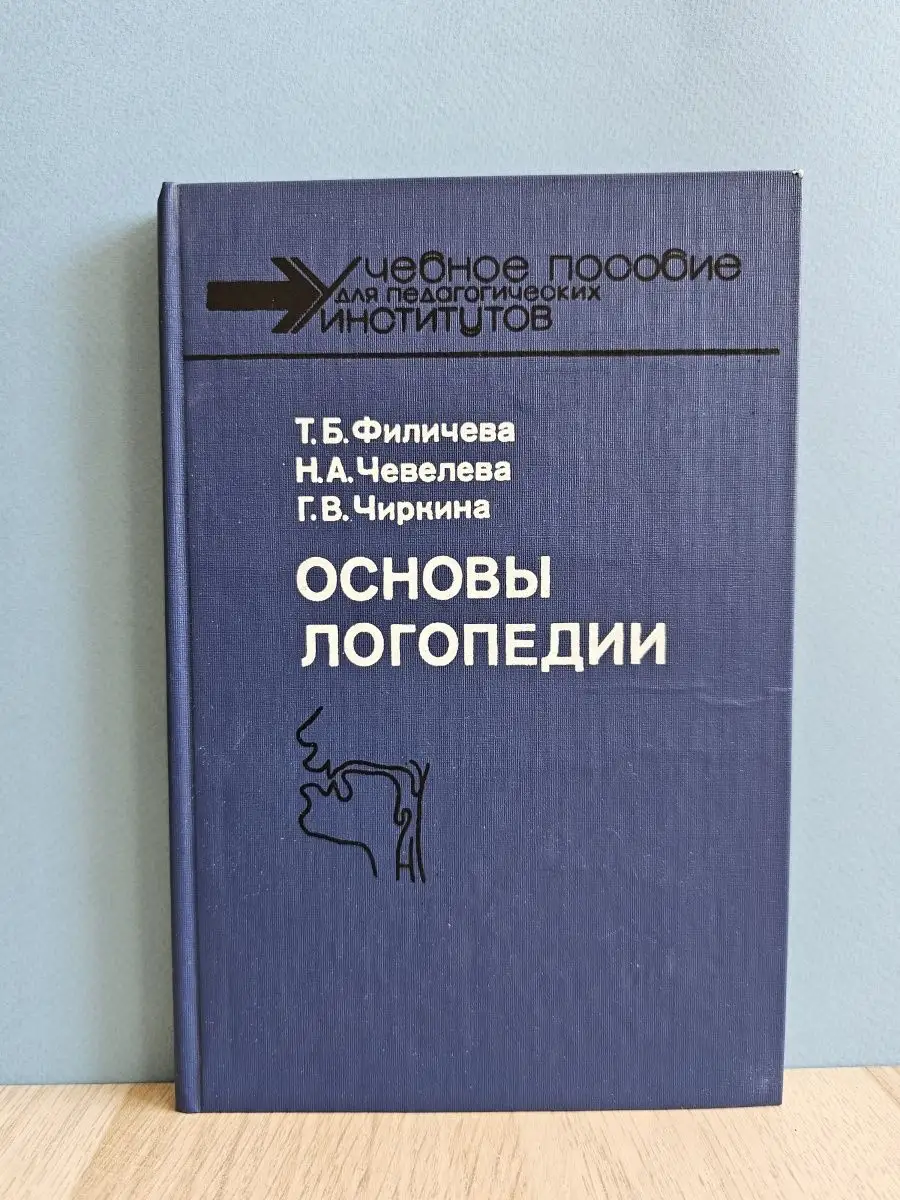 Учебное пособие
для педагогических
институтов
Т.Б.Филичева
Н.А.Чевелева
Г.В.Чиркина
ОСНОВЫ
ЛОГОПЕДИИ